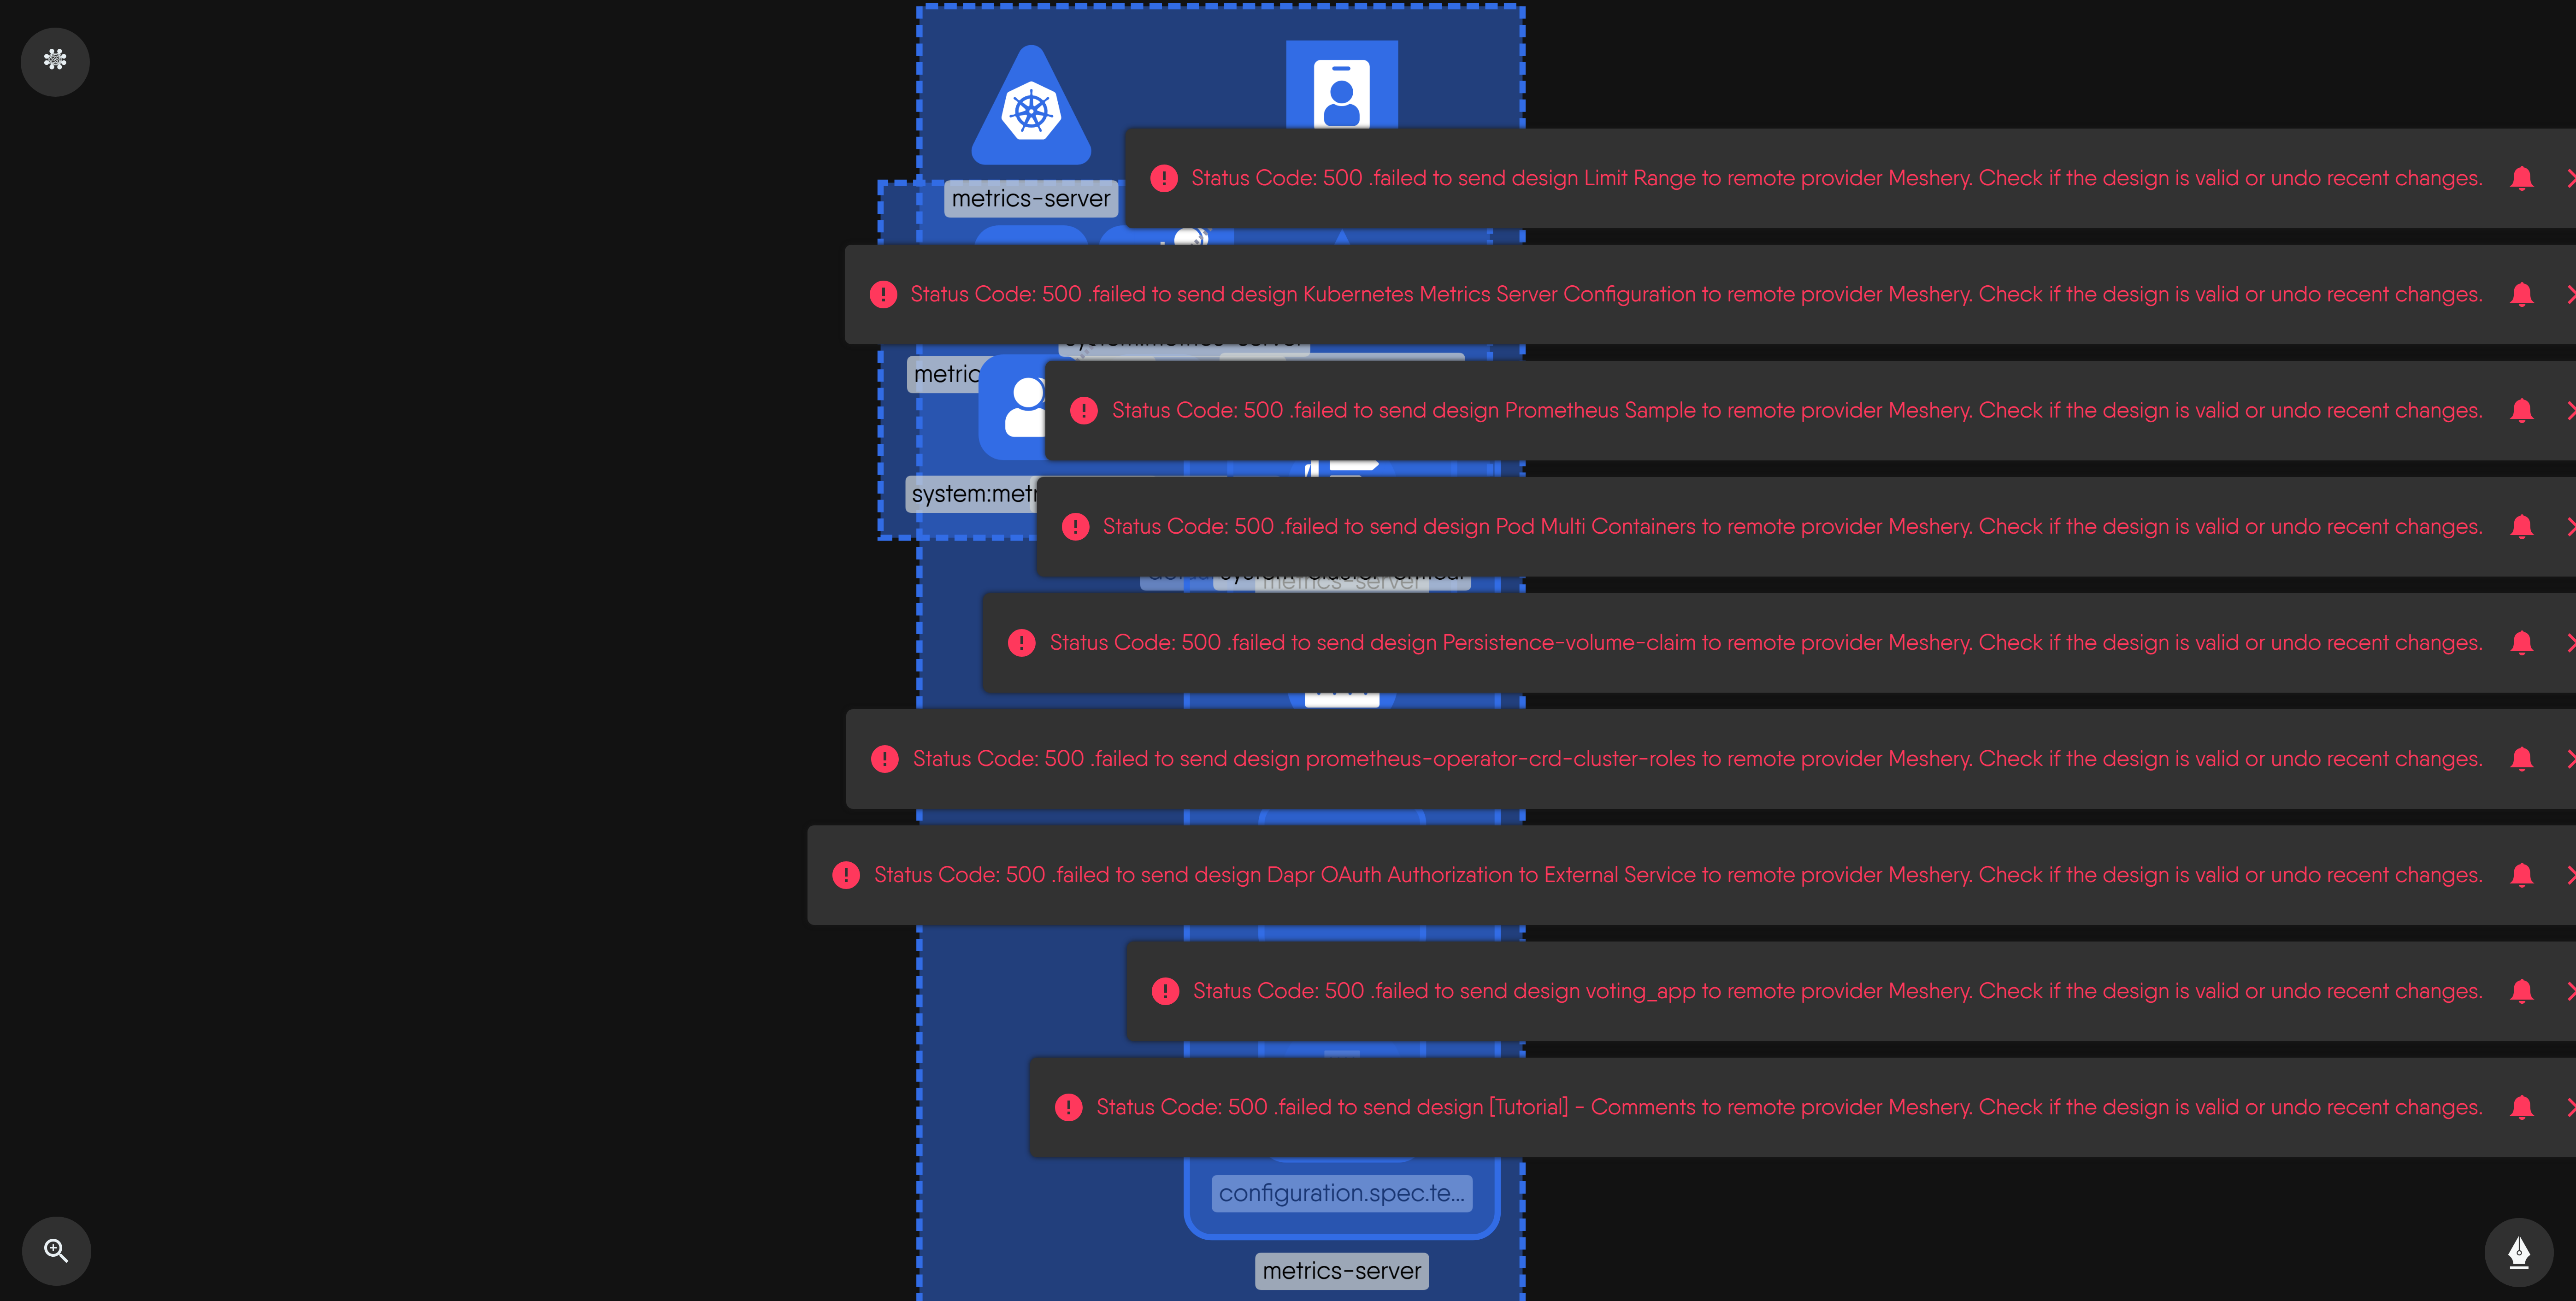 metrics-server
Status Code: 500 .failed to send design Limit Range to remote provider Meshery. Check if the design is valid or undo recent changes.
Status Code: 500 .failed to send design Kubernetes Metrics Server Configuration to remote provider Meshery. Check if the design is valid or undo recent changes.
metric
Status Code: 500 .failed to send design Prometheus Sample to remote provider Meshery. Check if the design is valid or undo recent changes.
system:metr
Status Code: 500 .failed to send design Pod Multi Containers to remote provider Meshery. Check if the design is valid or undo recent changes.
metrics-server
Status Code: 500 .failed to send design Persistence-volume-claim to remote provider Meshery. Check if the design is valid or undo recent changes.
Status Code: 500 .failed to send design prometheus-operator-crd-cluster-roles to remote provider Meshery. Check if the design is valid or undo recent changes.
Status Code: 500 .failed to send design Dapr OAuth Authorization to External Service to remote provider Meshery. Check if the design is valid or undo recent changes.
Status Code: 500 .failed to send design voting_app to remote provider Meshery. Check if the design is valid or undo recent changes.
Status Code: 500 .failed to send design [Tutorial] - Comments to remote provider Meshery. Check if the design is valid or undo recent changes.
configuration.spec.te...
metrics-server